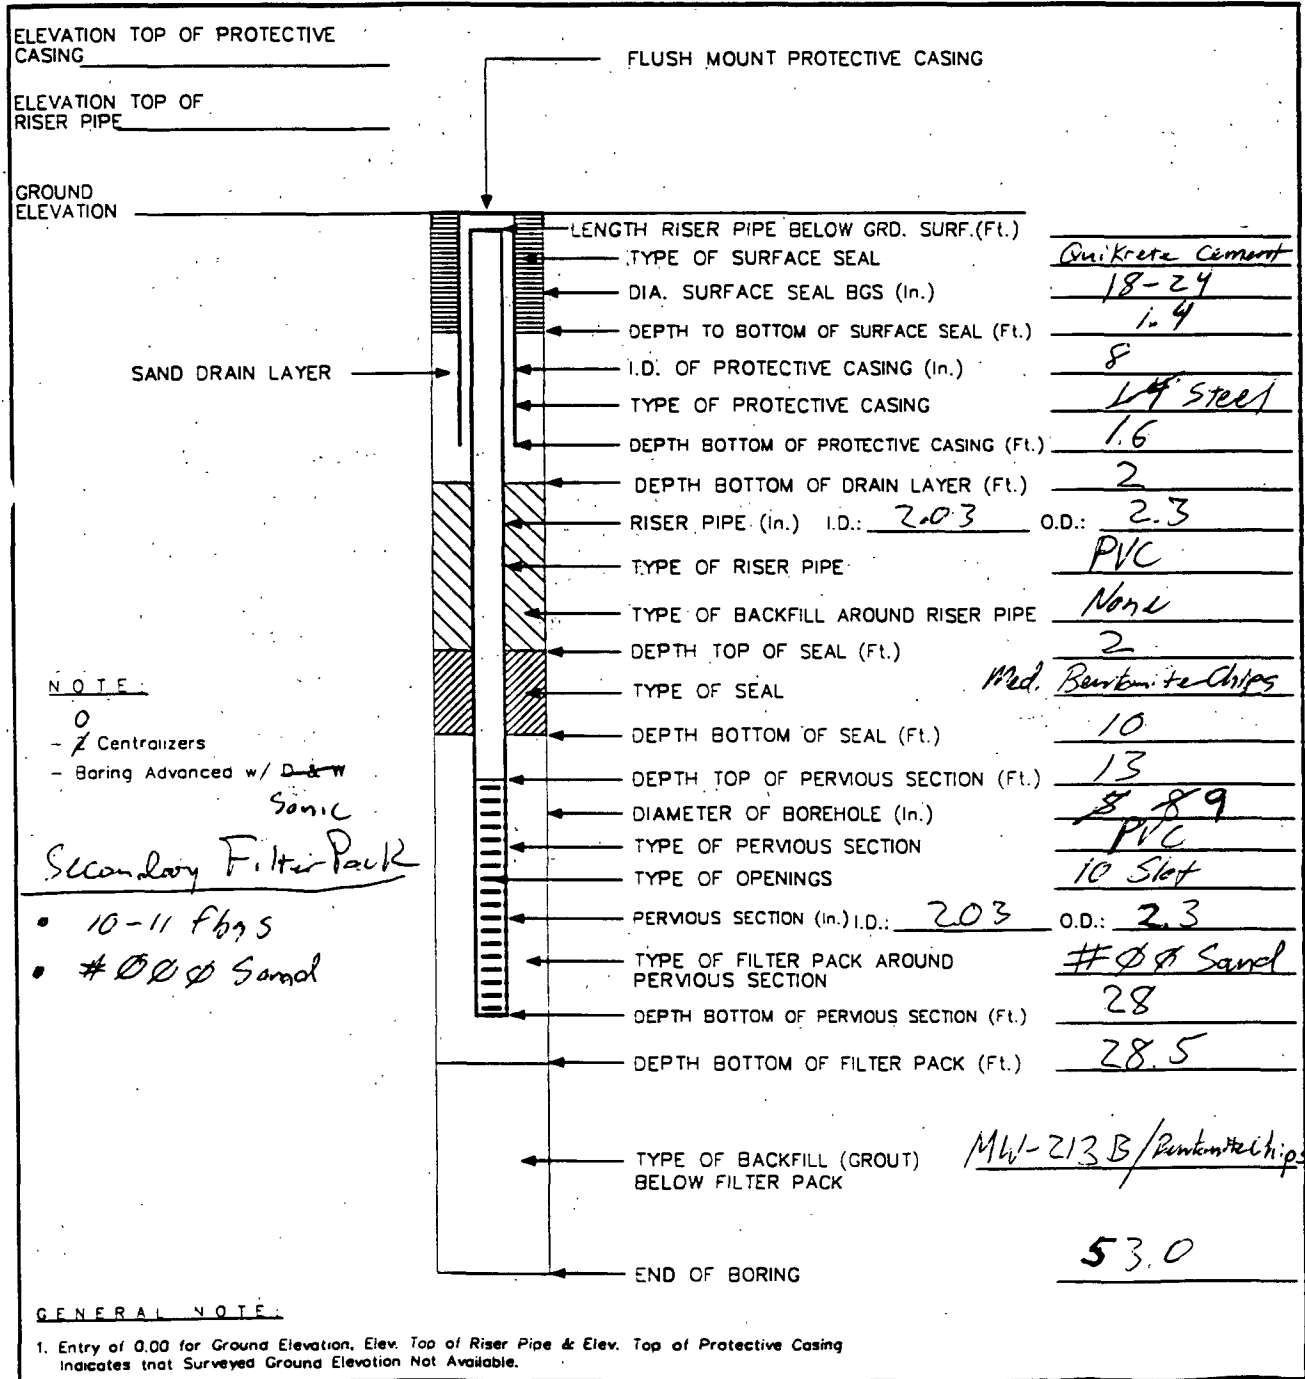 ELEVATION TOP OF PROTECTIVE
CASING
FLUSH MOUNT PROTECTIVE CASING
ELEVATION TOP OF
RISER PIPE
GROUND
ELEVATION
LENGTH RISER PIPE BELOW GRD. SURF.(Ft.)
TYPE OF SURFACE SEAL Quikrete Cement
DIA. SURFACE SEAL BGS (In.) 18-24
DEPTH TO BOTTOM OF SURFACE SEAL (Ft.) 1.4
SAND DRAIN LAYER
I.D. OF PROTECTIVE CASING (In.) 8
TYPE OF PROTECTIVE CASING Steel
DEPTH BOTTOM OF PROTECTIVE CASING (Ft.) 1.6
DEPTH BOTTOM OF DRAIN LAYER (Ft.) 2
RISER PIPE (In.) I.D.: 2.03 O.D.: 2.3
TYPE OF RISER PIPE PVC
TYPE OF BACKFILL AROUND RISER PIPE None
DEPTH TOP OF SEAL (Ft.) 2
TYPE OF SEAL Med. Bentonite Chips
DEPTH BOTTOM OF SEAL (Ft.) 10
NOTE:
0
- 2 Centralizers
- Boring Advanced w/ D & W
Sonic
DEPTH TOP OF PERVIOUS SECTION (Ft.) 13
DIAMETER OF BOREHOLE (In.) 8 8 9
TYPE OF PERVIOUS SECTION PVC
TYPE OF OPENINGS 10 Slot
PERVIOUS SECTION (In.) I.D.: 203 O.D.: 2.3
TYPE OF FILTER PACK AROUND #ØØ Sand
PERVIOUS SECTION
DEPTH BOTTOM OF PERVIOUS SECTION (Ft.) 28
DEPTH BOTTOM OF FILTER PACK (Ft.) 28.5
Secondary Filter Pack
• 10-11 fbgs
• #ØØØ Sand
TYPE OF BACKFILL (GROUT) MW-213B/Bentonite Chips
BELOW FILTER PACK
END OF BORING 53.0
GENERAL NOTE:
1. Entry of 0.00 for Ground Elevation, Elev. Top of Riser Pipe & Elev. Top of Protective Casing
Indicates that Surveyed Ground Elevation Not Available.